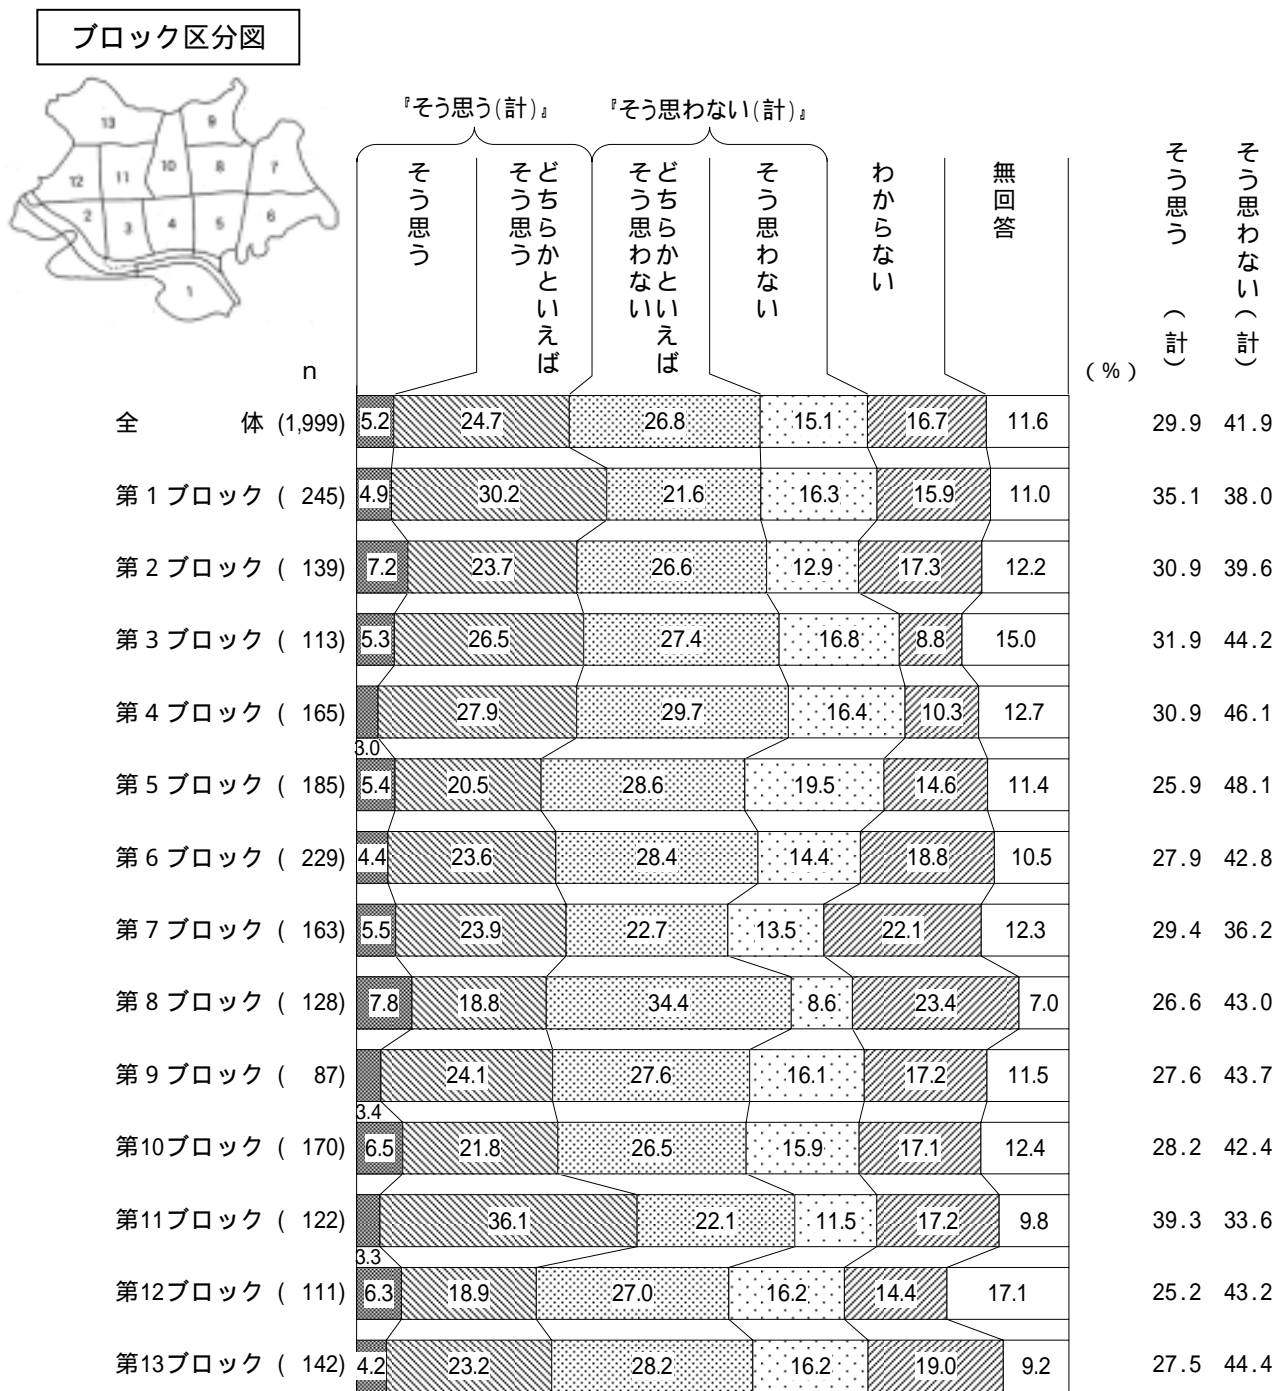 ブロック区分図
13
9
12
11
10
8
7
2
3
4
5
6
1
『そう思う(計)』
『そう思わない(計)』
そう思う
どちらかといえば
そう思う
どちらかといえば
そう思わない
そう思わない
わからない
無回答
そう思う(計)
そう思わない(計)
n
(%)
全体 (1,999) 5.2 24.7 26.8 15.1 16.7 11.6 29.9 41.9
第1ブロック ( 245) 4.9 30.2 21.6 16.3 15.9 11.0 35.1 38.0
第2ブロック ( 139) 7.2 23.7 26.6 12.9 17.3 12.2 30.9 39.6
第3ブロック ( 113) 5.3 26.5 27.4 16.8 8.8 15.0 31.9 44.2
第4ブロック ( 165) 27.9 29.7 16.4 10.3 12.7 30.9 46.1
3.0
第5ブロック ( 185) 5.4 20.5 28.6 19.5 14.6 11.4 25.9 48.1
第6ブロック ( 229) 4.4 23.6 28.4 14.4 18.8 10.5 27.9 42.8
第7ブロック ( 163) 5.5 23.9 22.7 13.5 22.1 12.3 29.4 36.2
第8ブロック ( 128) 7.8 18.8 34.4 8.6 23.4 7.0 26.6 43.0
第9ブロック ( 87) 24.1 27.6 16.1 17.2 11.5 27.6 43.7
3.4
第10ブロック ( 170) 6.5 21.8 26.5 15.9 17.1 12.4 28.2 42.4
第11ブロック ( 122) 36.1 22.1 11.5 17.2 9.8 39.3 33.6
3.3
第12ブロック ( 111) 6.3 18.9 27.0 16.2 14.4 17.1 25.2 43.2
第13ブロック ( 142) 4.2 23.2 28.2 16.2 19.0 9.2 27.5 44.4